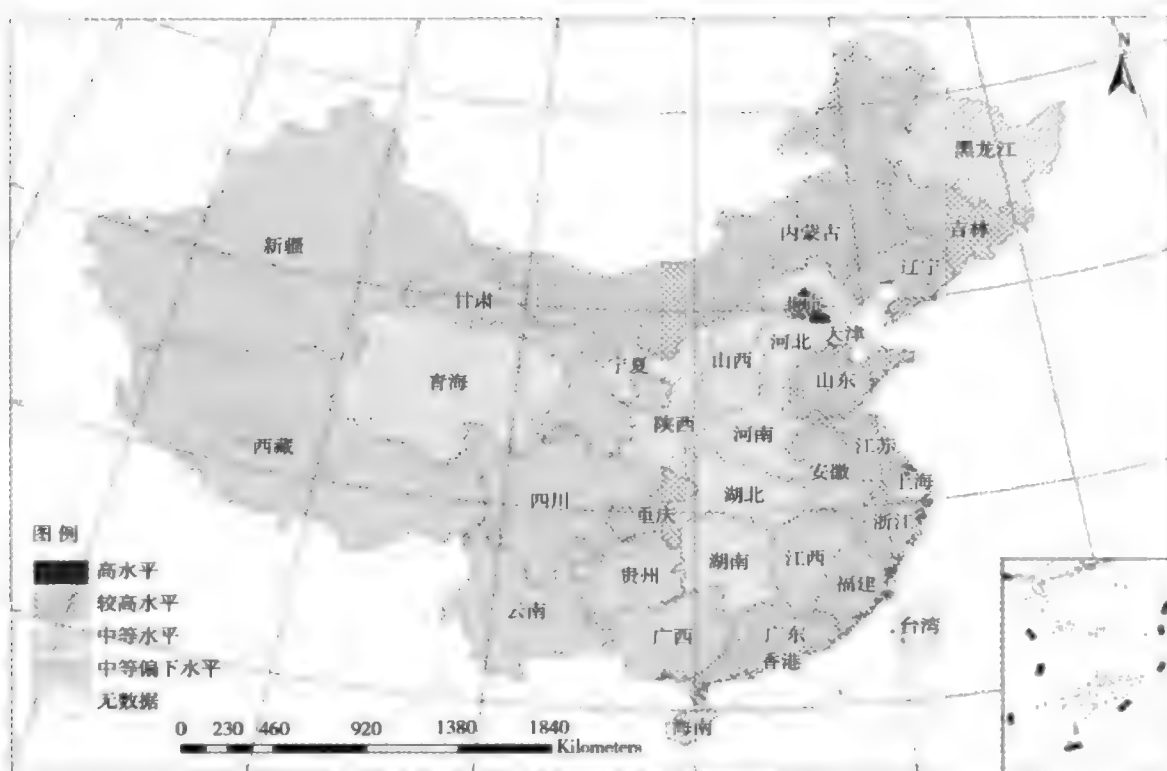 N
黑龙江
内蒙古
吉林
辽宁
新疆
甘肃
天津
河北
宁夏
山西
青海
山东
陕西
河南
江苏
西藏
安徽
上海
四川
湖北
重庆
浙江
图例
高水平
湖南
江西
贵州
福建
较高水平
云南
台湾
中等水平
广西
广东
香港
中等偏下水平
无数据
海南
0 230 460 920 1380 1840
Kilometers